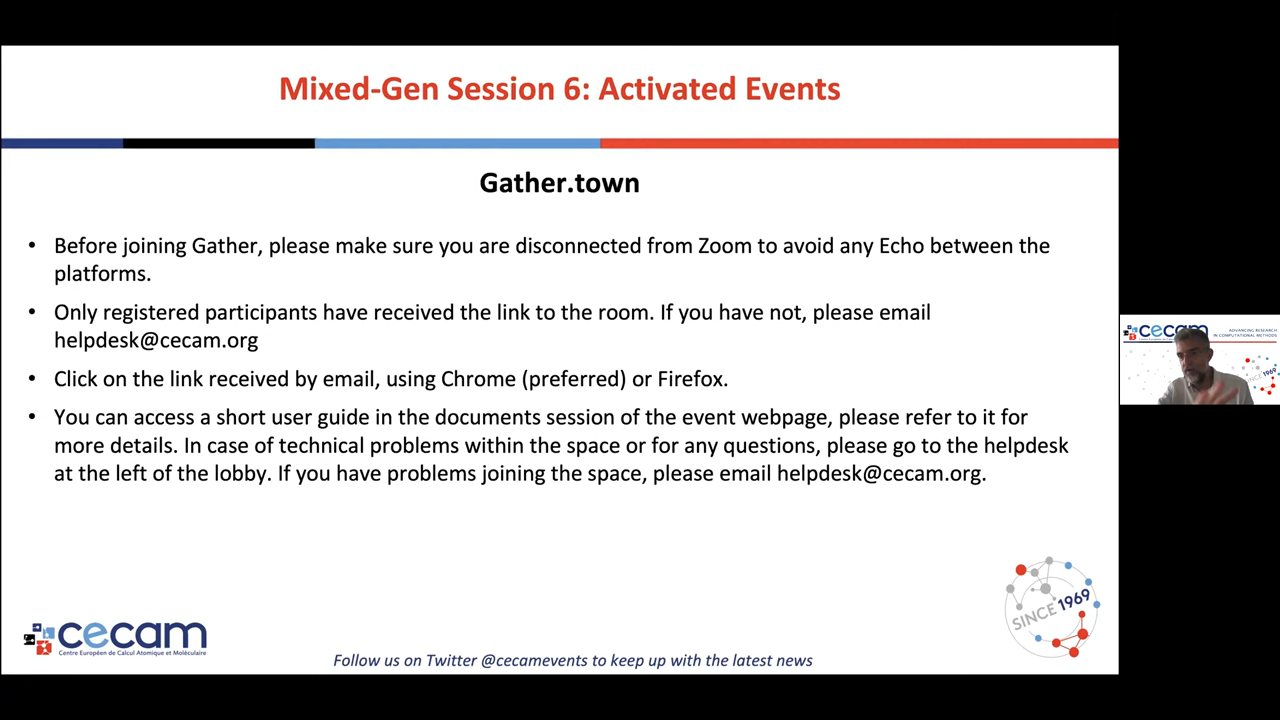 Mixed-Gen Session 6: Activated Events
Gather.town
• Before joining Gather, please make sure you are disconnected from Zoom to avoid any Echo between the
platforms.
• Only registered participants have received the link to the room. If you have not, please email
helpdesk@cecam.org
• Click on the link received by email, using Chrome (preferred) or Firefox.
• You can access a short user guide in the documents session of the event webpage, please refer to it for
more details. In case of technical problems within the space or for any questions, please go to the helpdesk
at the left of the lobby. If you have problems joining the space, please email helpdesk@cecam.org.
cecam
Centre Européen de Calcul Atomique et Moléculaire
Follow us on Twitter @cecamevents to keep up with the latest news
SINCE 1969
cecam
ADVANCING RESEARCH
IN COMPUTATIONAL METHODS
SINCE 1969